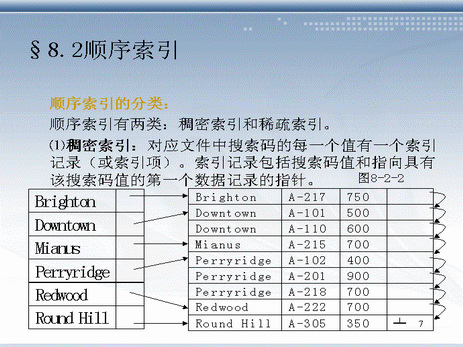 §8.2顺序索引
顺序索引的分类：
顺序索引有两类：稠密索引和稀疏索引。
⑴稠密索引：对应文件中搜索码的每一个值有一个索引
记录（或索引项）。索引记录包括搜索码值和指向具有
该搜索码值的第一个数据记录的指针。 图8-2-2
Brighton
Downtown
Mianus
Perryridge
Redwood
Round Hill
Brighton A-217 750
Downtown A-101 500
Downtown A-110 600
Mianus A-215 700
Perryridge A-102 400
Perryridge A-201 900
Perryridge A-218 700
Redwood A-222 700
Round Hill A-305 350
7